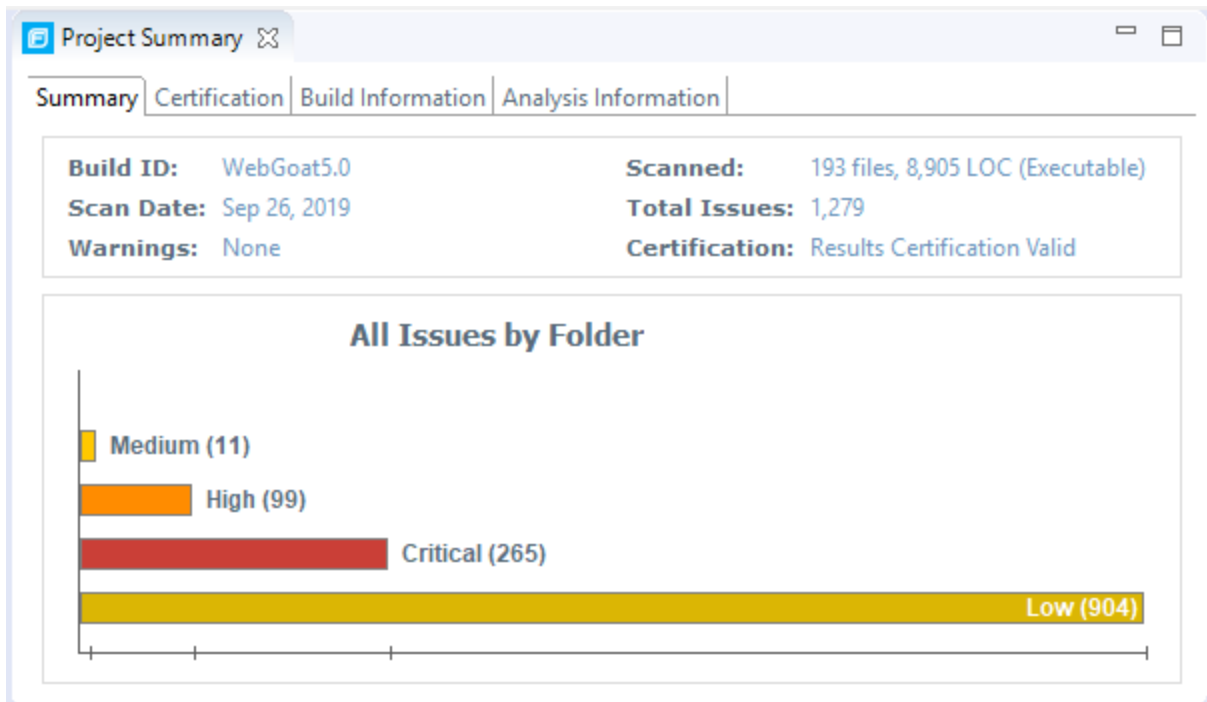 Project Summary
Summary Certification Build Information Analysis Information
Build ID: WebGoat5.0 Scanned: 193 files, 8,905 LOC (Executable)
Scan Date: Sep 26, 2019 Total Issues: 1,279
Warnings: None Certification: Results Certification Valid
All Issues by Folder
Medium (11)
High (99)
Critical (265)
Low (904)